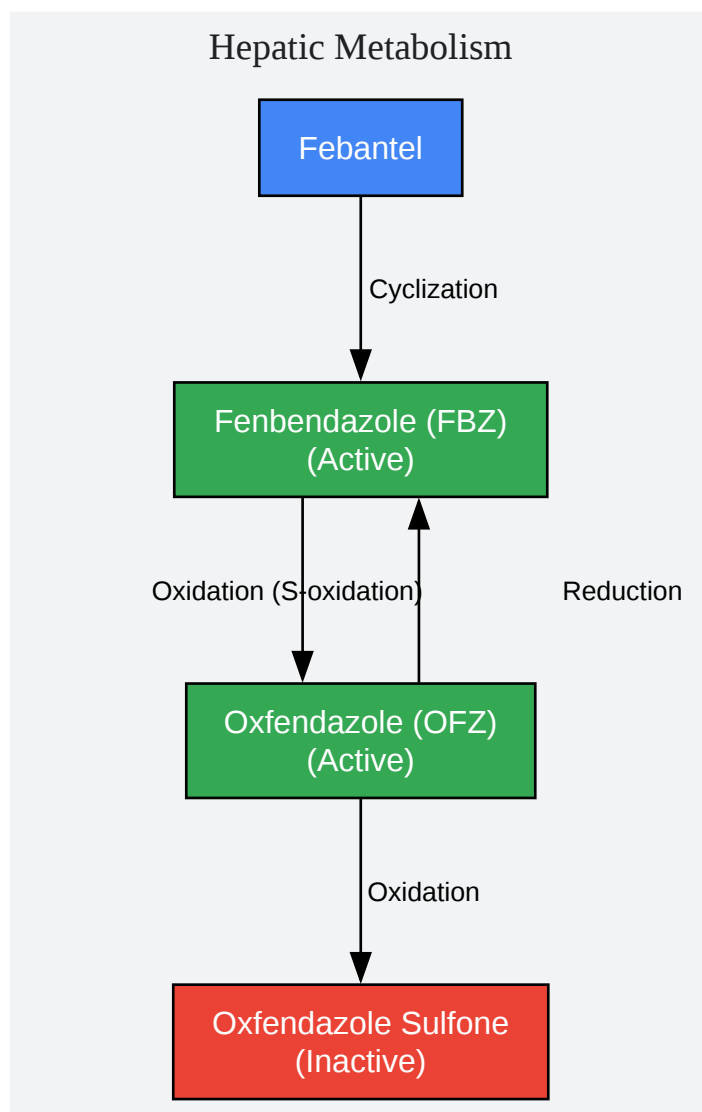 Hepatic Metabolism
Febantel
Cyclization
Fenbendazole (FBZ)
(Active)
Oxidation (S-oxidation)
Reduction
Oxfendazole (OFZ)
(Active)
Oxidation
Oxfendazole Sulfone
(Inactive)